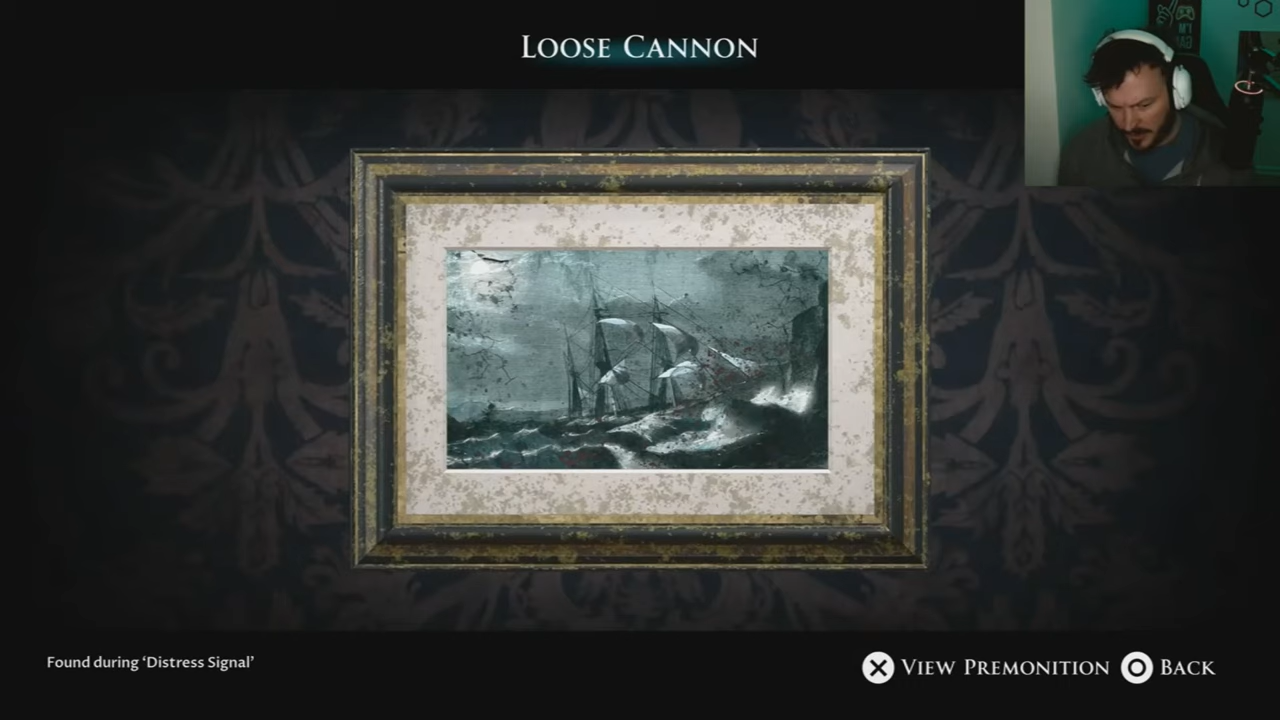 Loose Cannon
Found during ‘Distress Signal’
View Premonition
Back